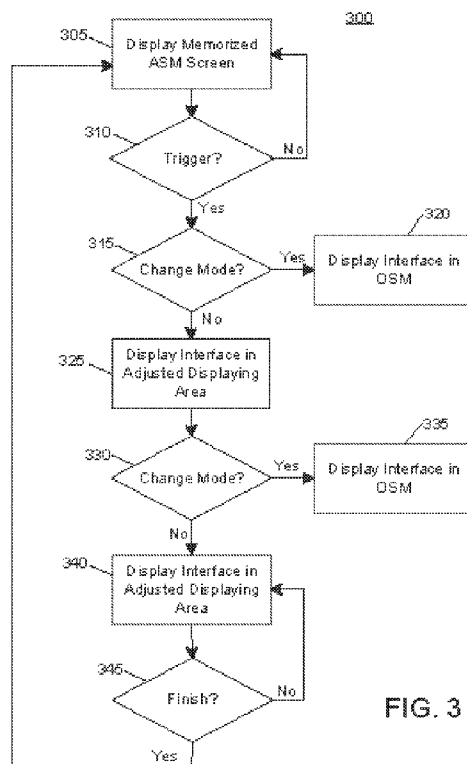 300
305
Display Memorized
ASM Screen
310
Trigger?
No
Yes
315
Change Mode?
Yes
320
Display Interface in
OSM
No
325
Display Interface in
Adjusted Displaying
Area
330
Change Mode?
Yes
335
Display Interface in
OSM
No
340
Display Interface in
Adjusted Displaying
Area
345
Finish?
No
Yes
FIG. 3